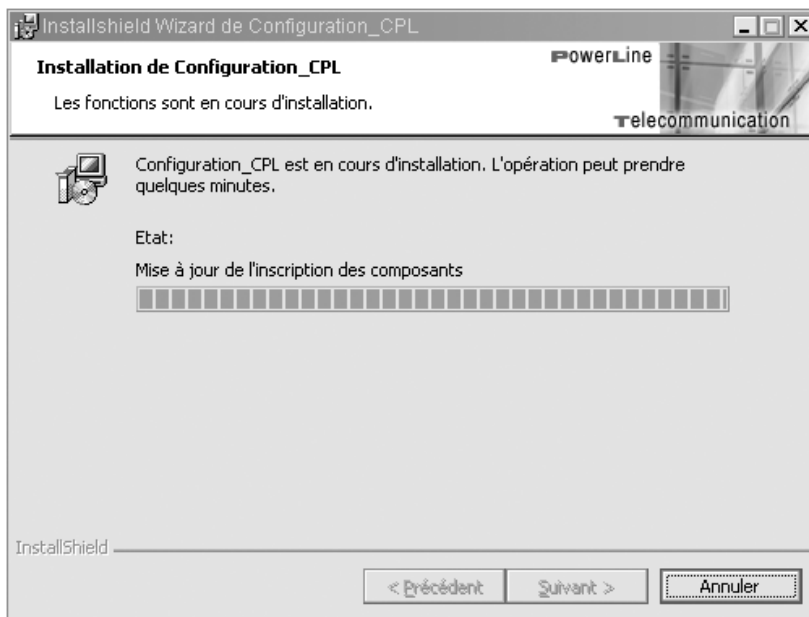 Installshield Wizard de Configuration_CPL
Installation de Configuration_CPL
Les fonctions sont en cours d'installation.
PowerLine
Telecommunication
Configuration_CPL est en cours d'installation. L'opération peut prendre
quelques minutes.
Etat:
Mise à jour de l'inscription des composants
InstallShield
< Précédent
Suivant >
Annuler